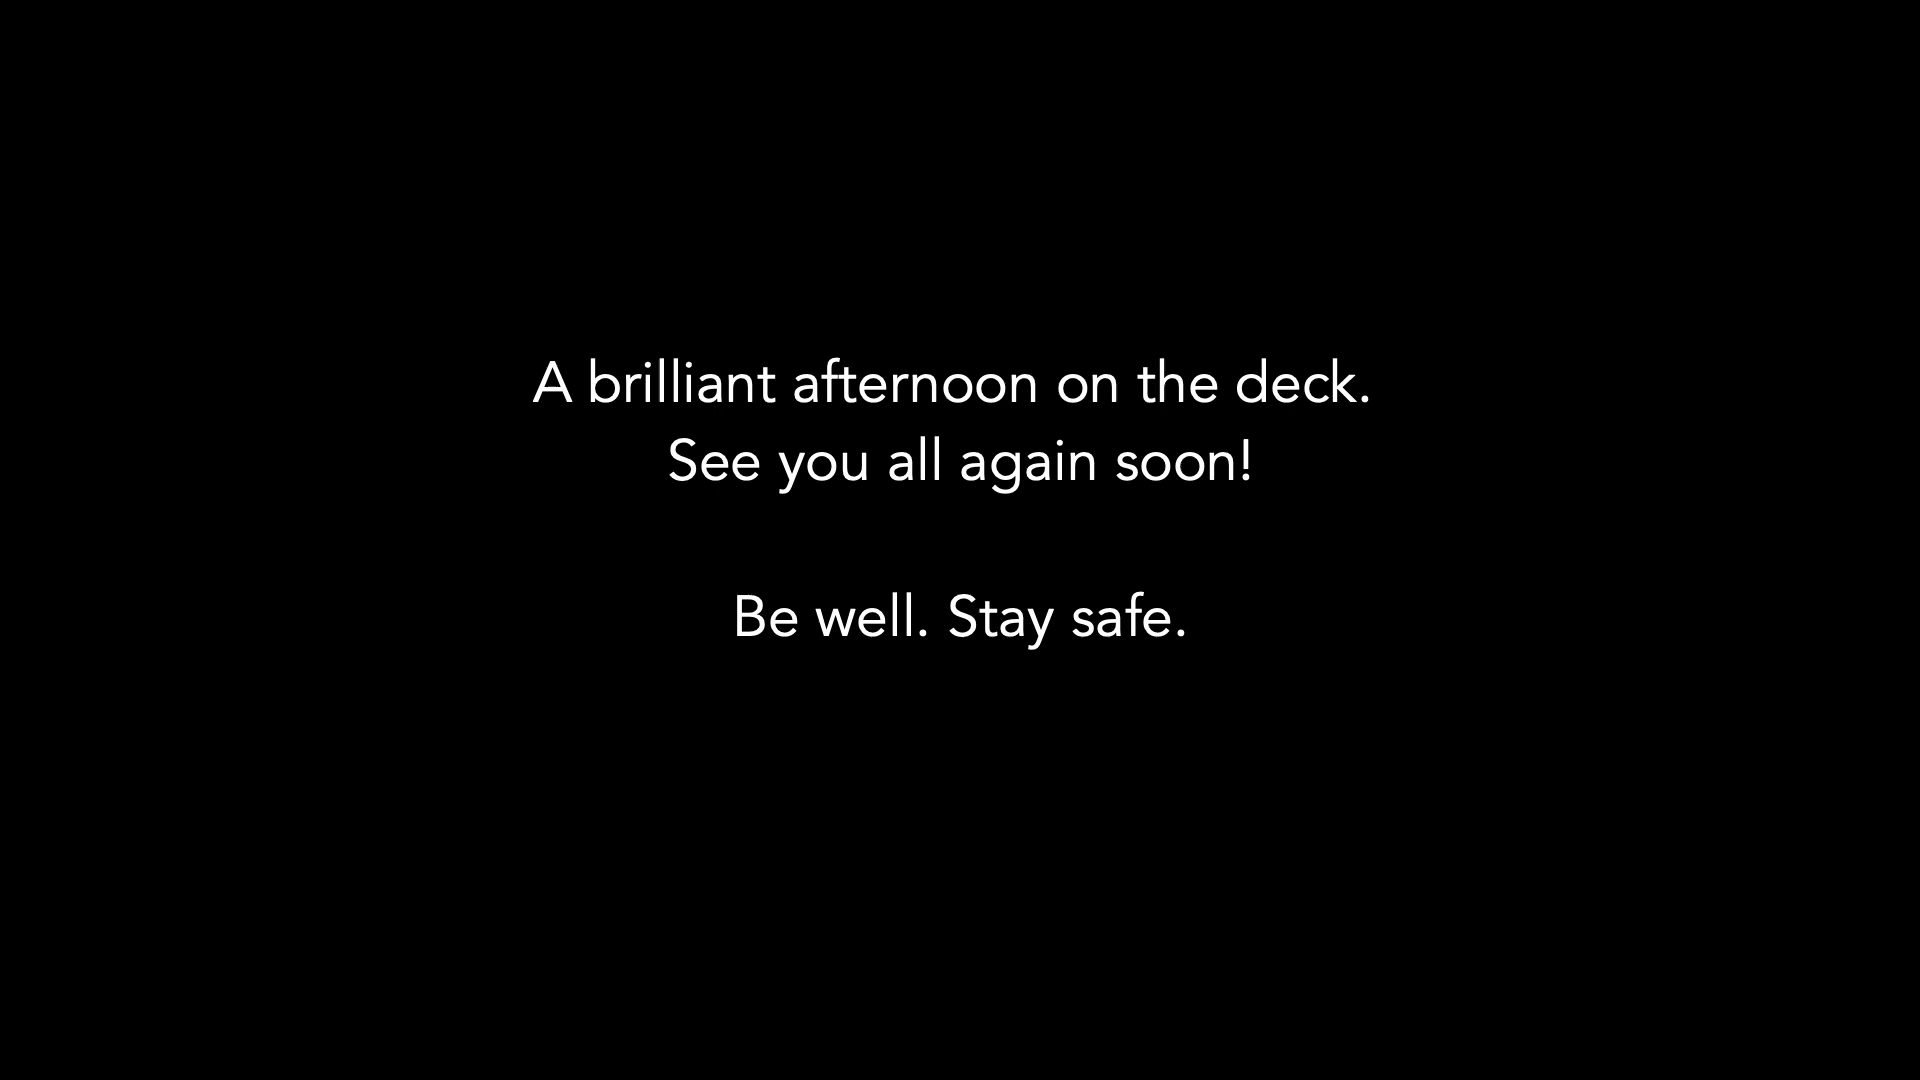 A brilliant afternoon on the deck.
See you all again soon!
Be well. Stay safe.